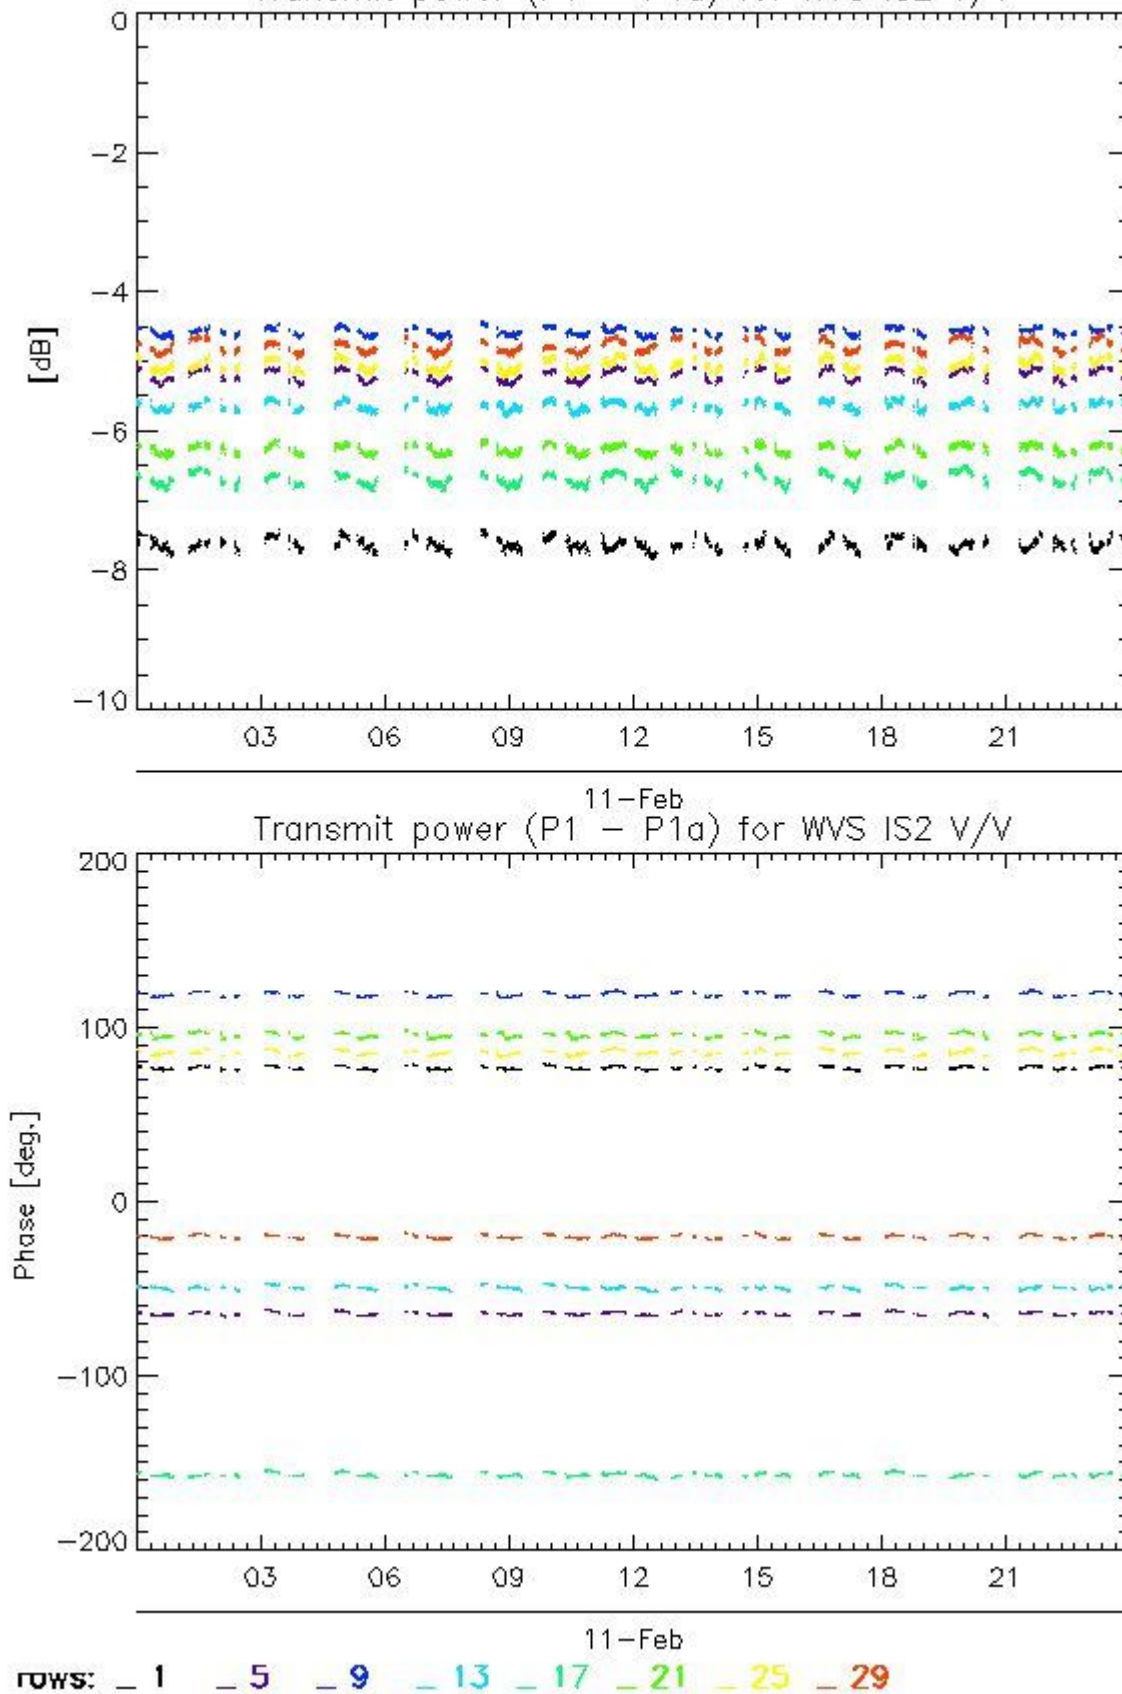 0
-2
-4
[dB]
-6
-8
-10
03 06 09 12 15 18 21
11-Feb
Transmit power (P1 - P1a) for WVS IS2 V/V
200
100
0
Phase [deg.]
-100
-200
03 06 09 12 15 18 21
11-Feb
rows: _ 1 _ 5 _ 9 _ 13 _ 17 _ 21 _ 25 _ 29